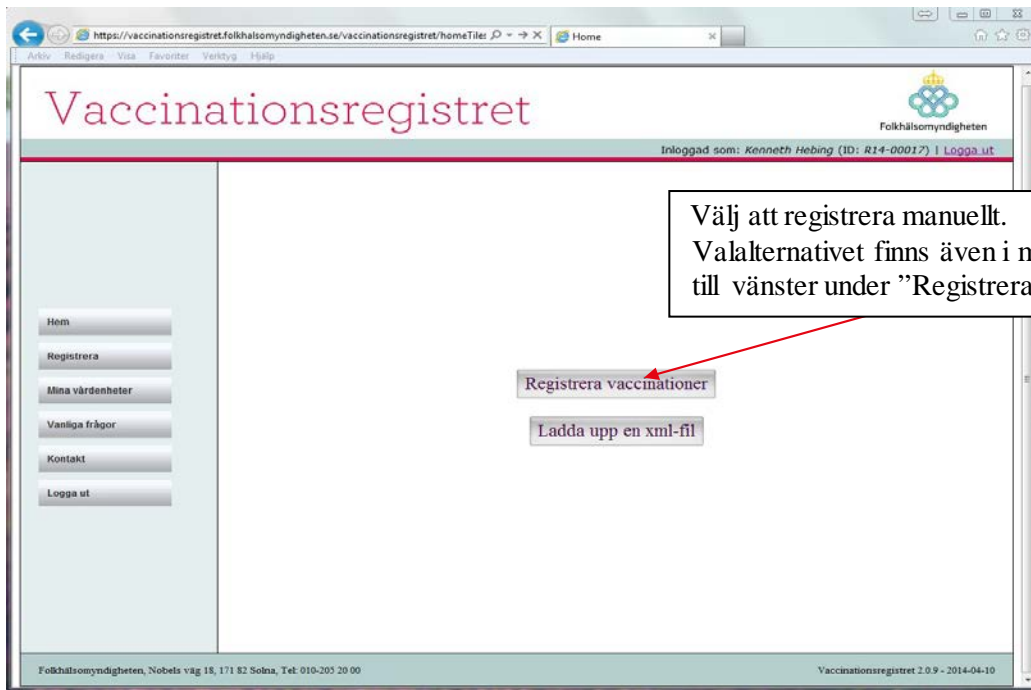 https://vaccinationsregistret.folkhalsomyndigheten.se/vaccinationsregistret/homeTiles
Home
Arkiv Redigera Visa Favoriter Verktyg Hjälp
Vaccinationsregistret
Folkhälsomyndigheten
Inloggad som: Kenneth Hebing (ID: R14-00017) | Logga ut
Välj att registrera manuellt.
Valalternativet finns även i m
till vänster under ”Registrera
Hem
Registrera
Mina vårdenheter
Vanliga frågor
Kontakt
Logga ut
Registrera vaccinationer
Ladda upp en xml-fil
Folkhälsomyndigheten, Nobels väg 18, 171 82 Solna, Tel: 010-205 20 00
Vaccinationsregistret 2.0.9 - 2014-04-10